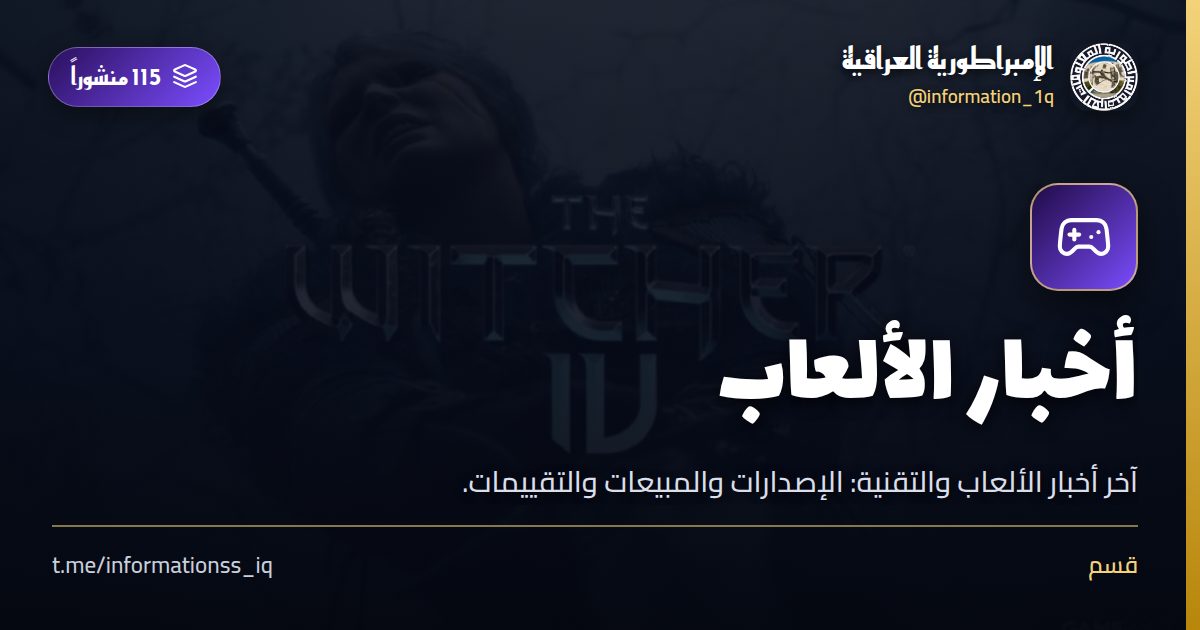 الإمبراطورية العراقية
@information_1q
115 منشوراً
THE
WITCHER
IV
أخبار الألعاب
آخر أخبار الألعاب والتقنية: الإصدارات والمبيعات والتقييمات.
قسم
t.me/informationss_iq